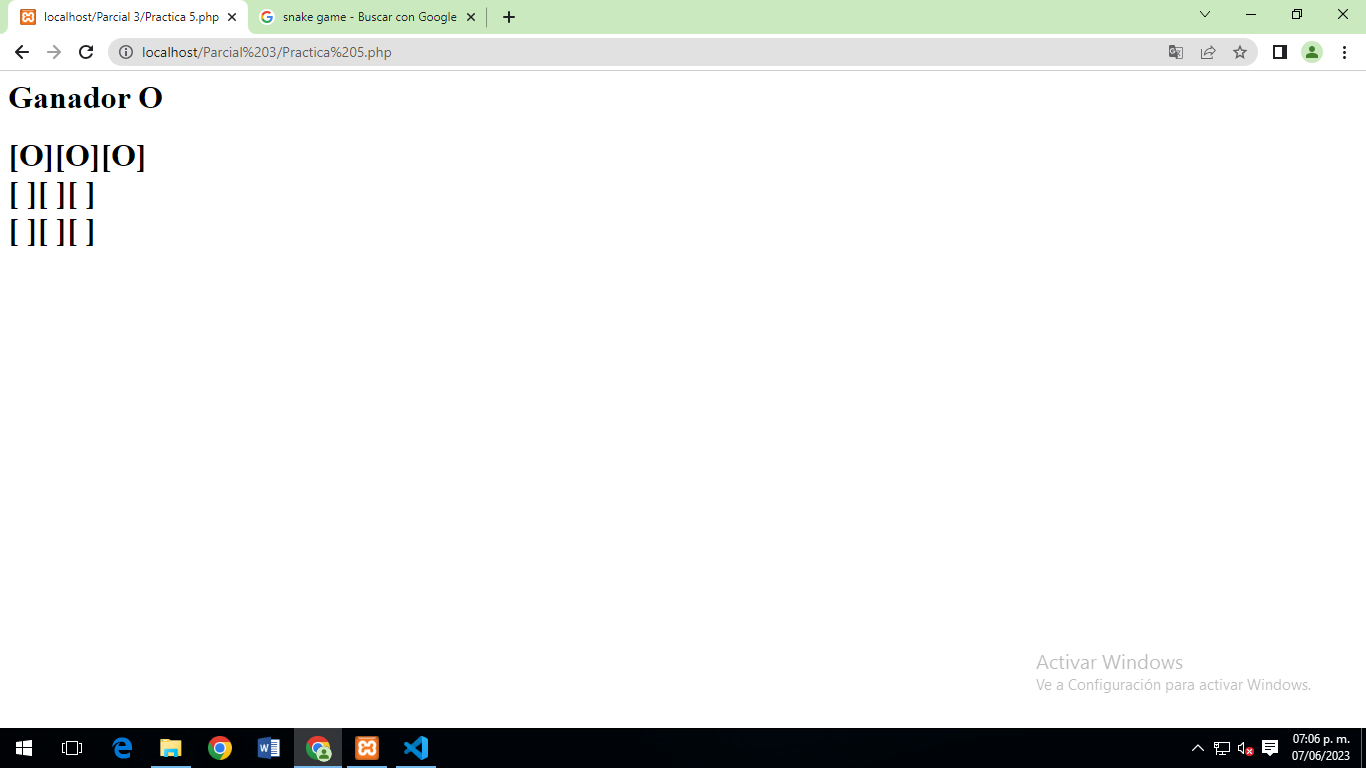 localhost/Parcial 3/Practica 5.php
snake game - Buscar con Google
localhost/Parcial%203/Practica%205.php
Ganador O
[O][O][O]
[ ][ ][ ]
[ ][ ][ ]
Activar Windows
Ve a Configuración para activar Windows.
07:06 p. m.
07/06/2023